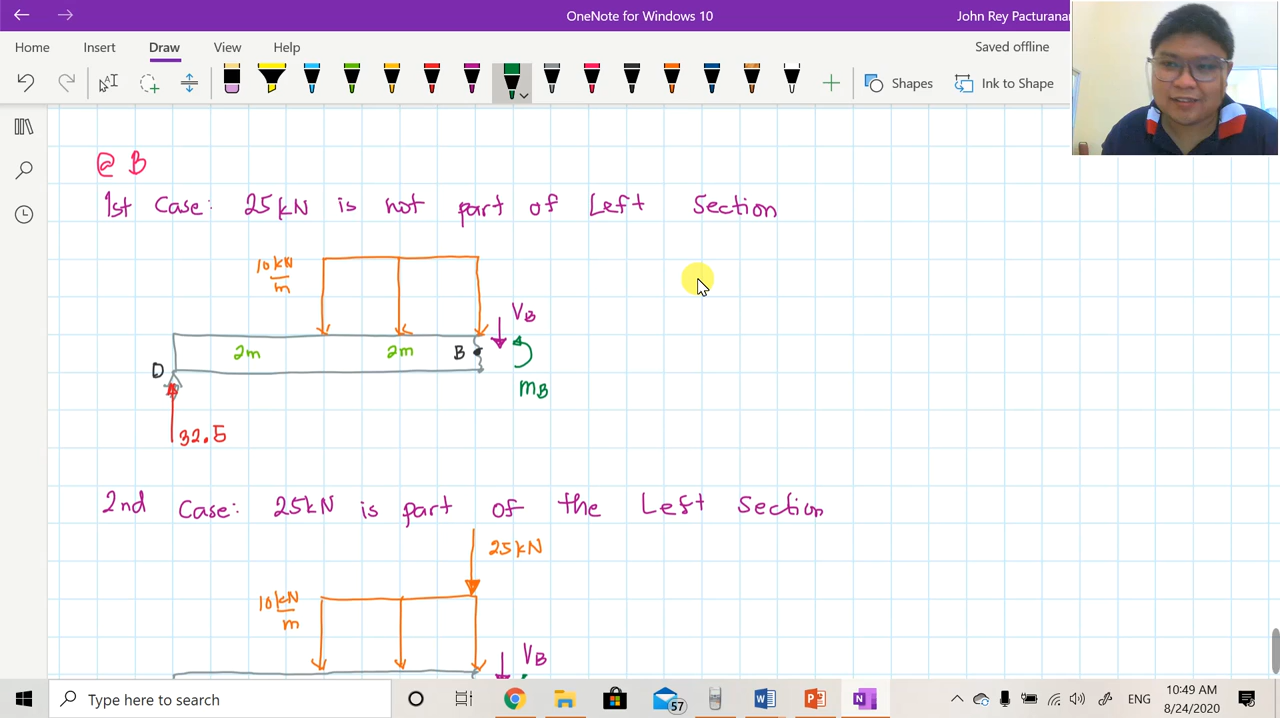 OneNote for Windows 10
John Rey Pacturanan
Home Insert Draw View Help
Saved offline
Shapes Ink to Shape
@ B
1st Case: 25kN is not part of Left Section
10kN
m
VB
2m 2m B
D
mB
32.5
2nd Case: 25kN is part of the Left Section
25kN
10kN
m
VB
Type here to search
57
ENG
10:49 AM
8/24/2020